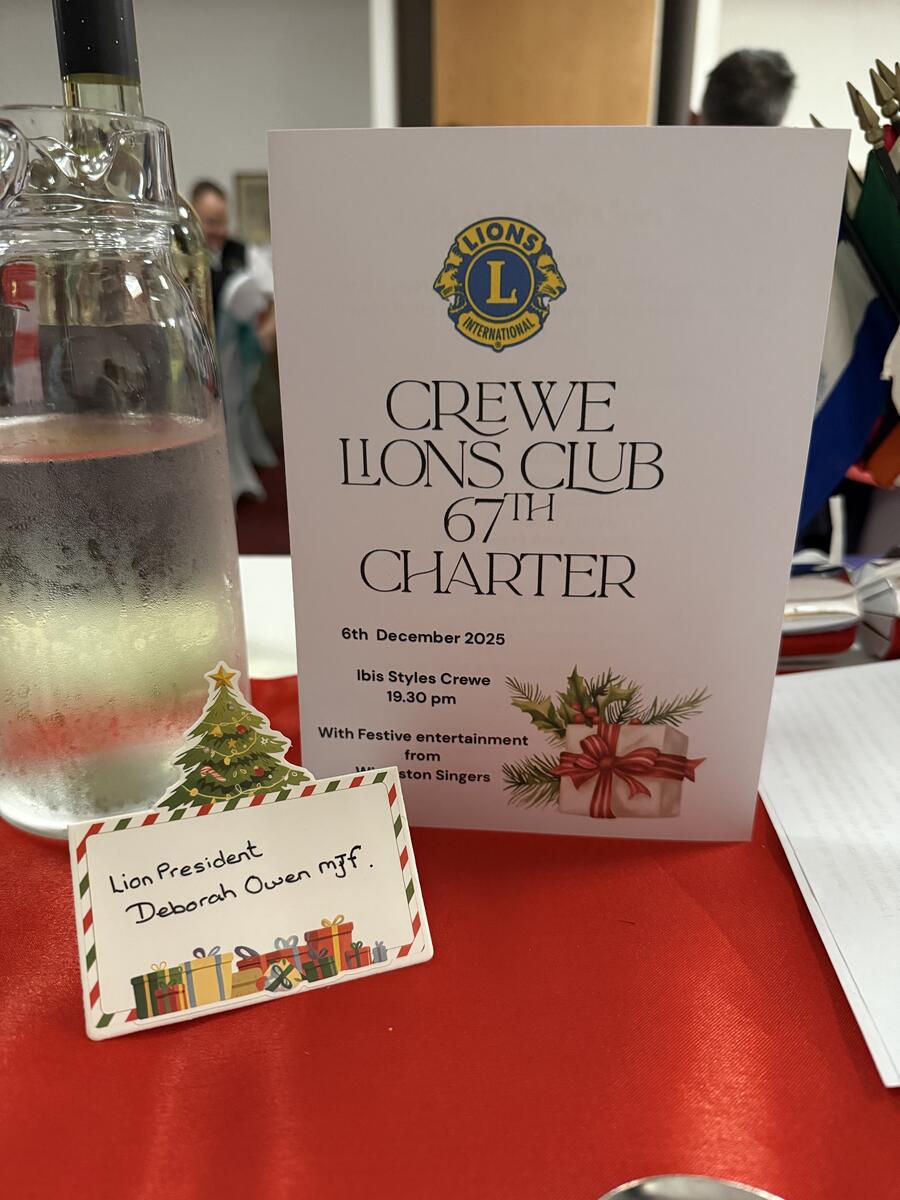 LIONS
L
INTERNATIONAL
®
CREWE
LIONS CLUB
67TH
CHARTER
6th December 2025
Ibis Styles Crewe
19.30 pm
With Festive entertainment
from
Singers
Lion President
Deborah Owen MJf.